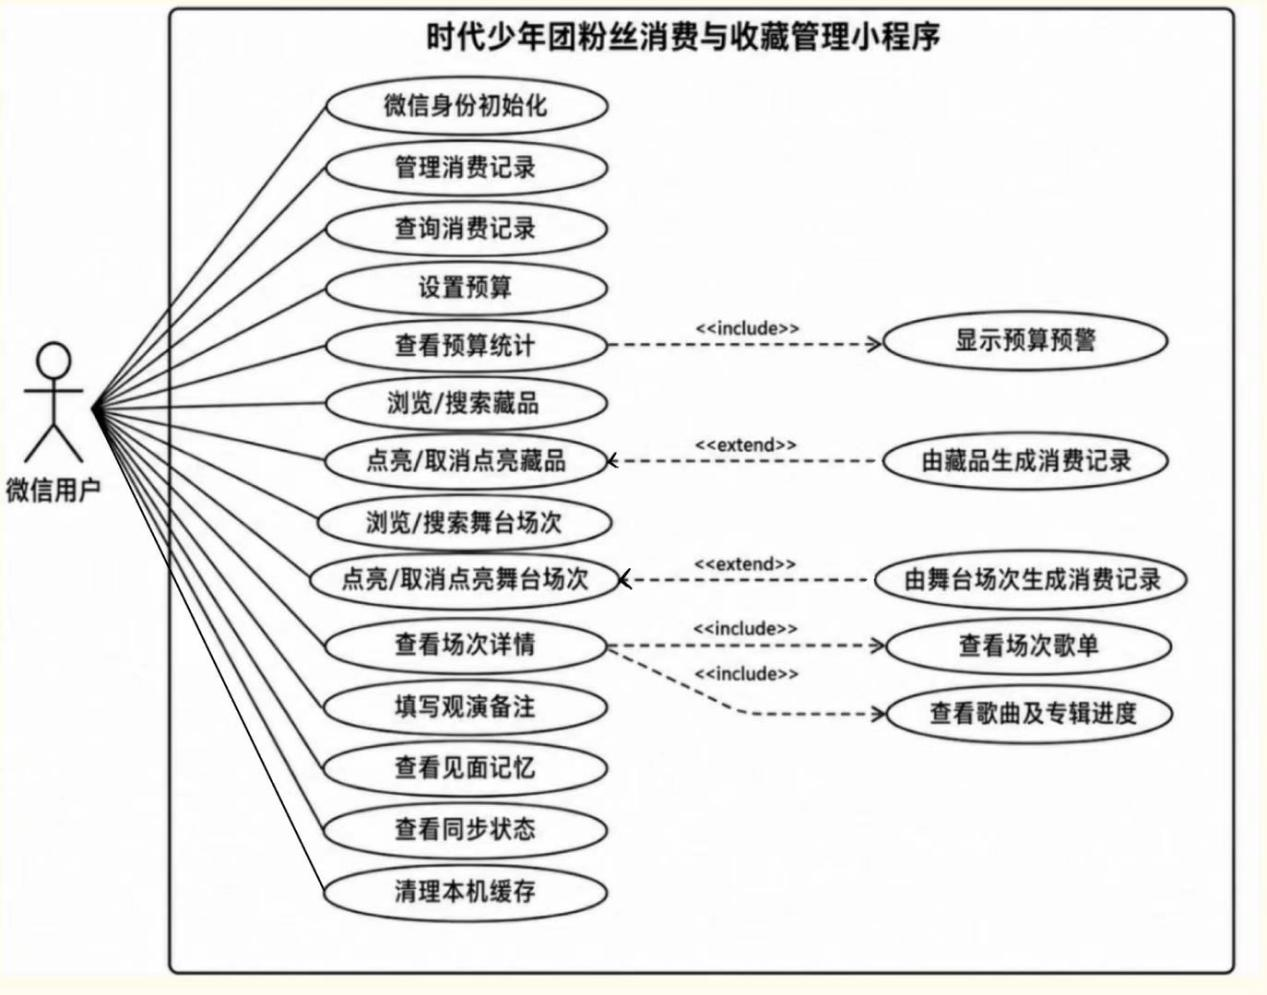 时代少年团粉丝消费与收藏管理小程序
微信身份初始化
管理消费记录
查询消费记录
设置预算
查看预算统计
<<include>>
显示预算预警
浏览/搜索藏品
点亮/取消点亮藏品
<<extend>>
由藏品生成消费记录
微信用户
浏览/搜索舞台场次
点亮/取消点亮舞台场次
<<extend>>
由舞台场次生成消费记录
查看场次详情
<<include>>
查看场次歌单
<<include>>
查看歌曲及专辑进度
填写观演备注
查看见面记忆
查看同步状态
清理本机缓存